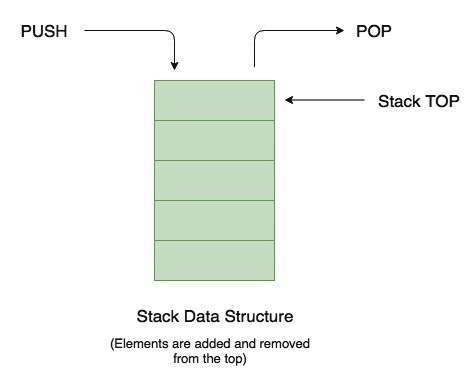 PUSH
POP
Stack TOP
Stack Data Structure
(Elements are added and removed
from the top)